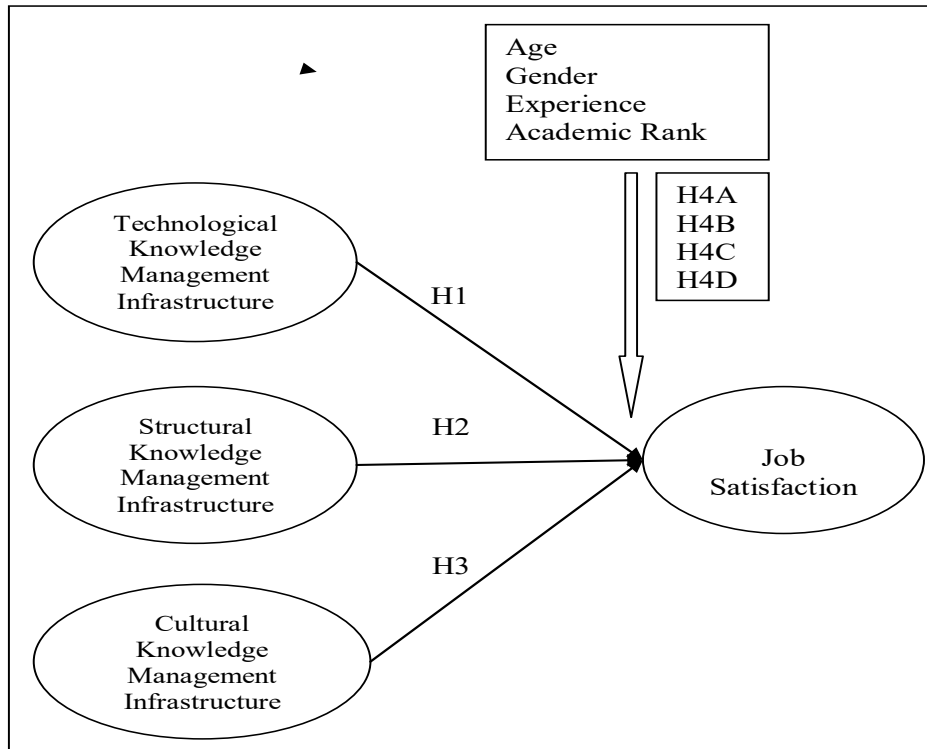 Age
Gender
Experience
Academic Rank
H4A
H4B
H4C
H4D
Technological
Knowledge
Management
Infrastructure
H1
Structural
Knowledge
Management
Infrastructure
H2
Job
Satisfaction
H3
Cultural
Knowledge
Management
Infrastructure